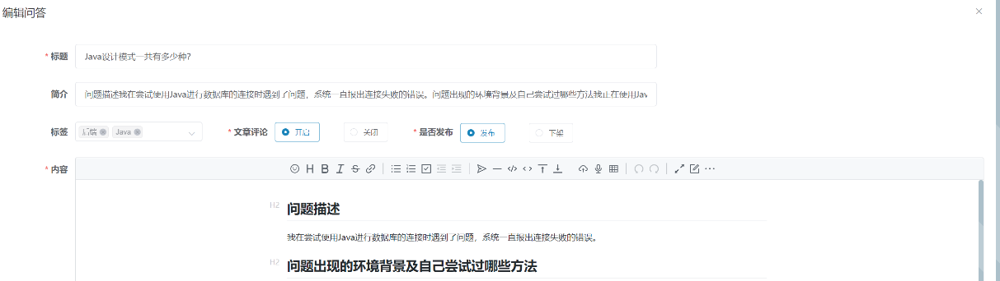 编辑问答
* 标题 Java设计模式一共有多少种?
简介 问题描述我在尝试使用Java进行数据库的连接时遇到了问题，系统一直报出连接失败的错误。问题出现的环境背景及自己尝试过哪些方法我正在使用Jav
标签 后端 Java * 文章评论 开启 关闭 * 是否发布 发布 下架
* 内容
H2 问题描述
我在尝试使用Java进行数据库的连接时遇到了问题，系统一直报出连接失败的错误。
H2 问题出现的环境背景及自己尝试过哪些方法